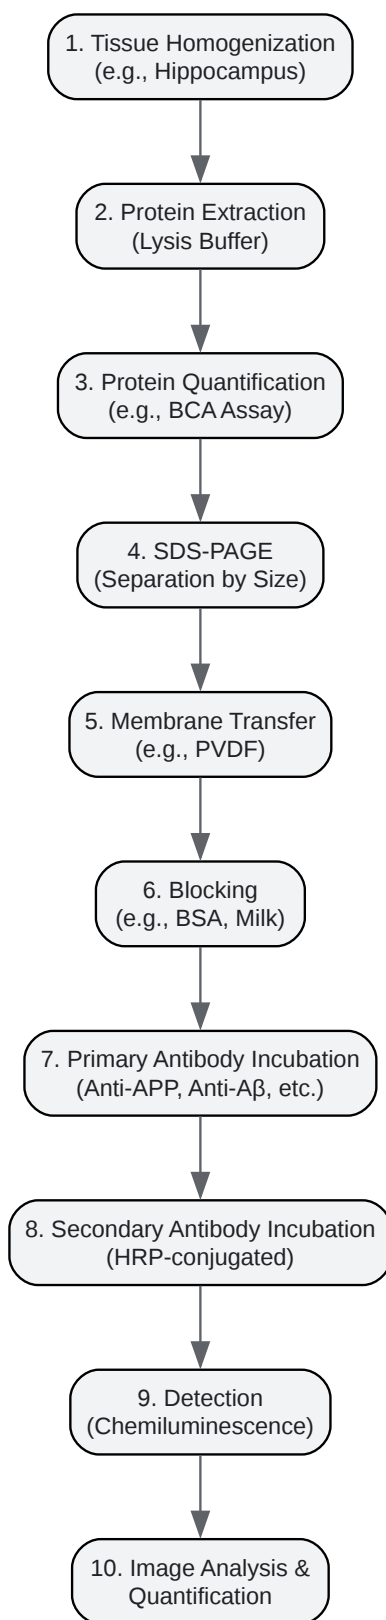 1. Tissue Homogenization
(e.g., Hippocampus)
2. Protein Extraction
(Lysis Buffer)
3. Protein Quantification
(e.g., BCA Assay)
4. SDS-PAGE
(Separation by Size)
5. Membrane Transfer
(e.g., PVDF)
6. Blocking
(e.g., BSA, Milk)
7. Primary Antibody Incubation
(Anti-APP, Anti-Aβ, etc.)
8. Secondary Antibody Incubation
(HRP-conjugated)
9. Detection
(Chemiluminescence)
10. Image Analysis &
Quantification